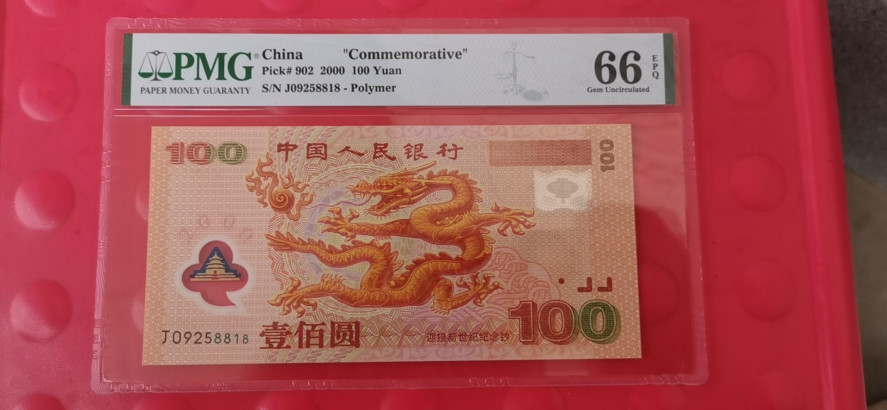 PMG
PAPER MONEY GUARANTY
China "Commemorative"
Pick# 902 2000 100 Yuan
S/N J09258818 - Polymer
66 EPQ
Gem Uncirculated
100 中国人民银行
100
2000
J09258818 壹佰圆
迎接新世纪纪念钞 100